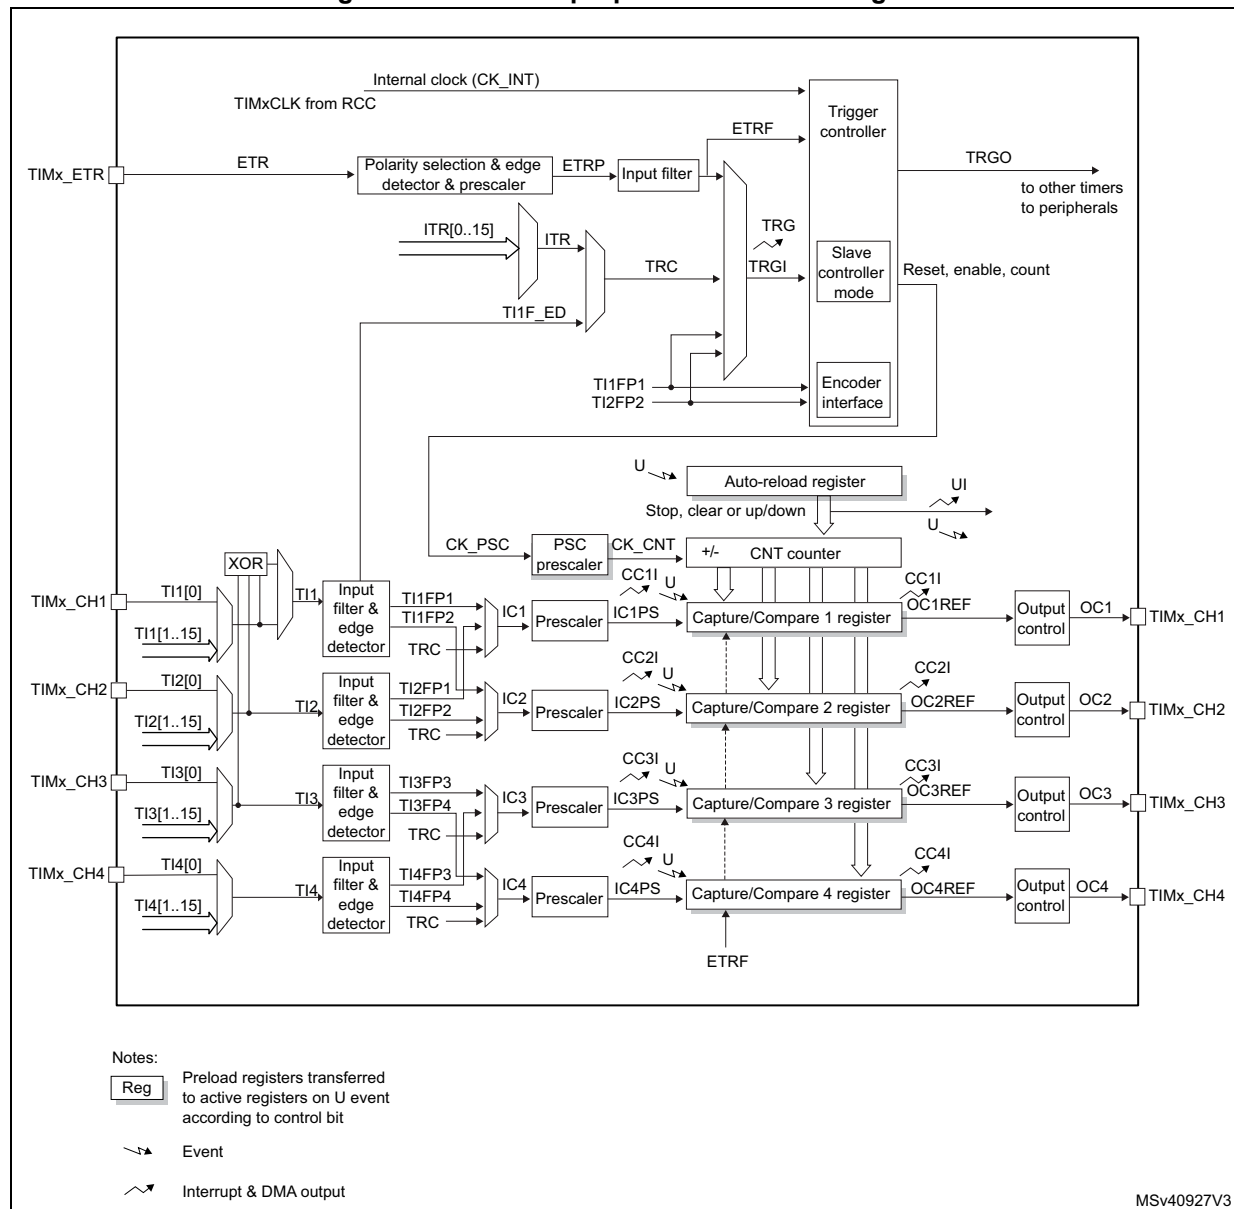 Internal clock (CK_INT)
TIMxCLK from RCC
Trigger
controller
ETRF
TIMx_ETR
ETR
Polarity selection & edge
detector & prescaler
ETRP
Input filter
TRGO
to other timers
to peripherals
ITR[0..15]
ITR
TRG
TRC
TRGI
Slave
controller
mode
Reset, enable, count
TI1F_ED
TI1FP1
TI2FP2
Encoder
interface
U
Auto-reload register
UI
Stop, clear or up/down
U
CK_PSC
PSC
prescaler
CK_CNT
+/-
CNT counter
XOR
TIMx_CH1
TI1[0]
TI1[1..15]
TI1
Input
filter &
edge
detector
TI1FP1
TI1FP2
TRC
IC1
Prescaler
IC1PS
CC1I
U
Capture/Compare 1 register
CC1I
OC1REF
Output
control
OC1
TIMx_CH1
TIMx_CH2
TI2[0]
TI2[1..15]
TI2
Input
filter &
edge
detector
TI2FP1
TI2FP2
TRC
IC2
Prescaler
IC2PS
CC2I
U
Capture/Compare 2 register
CC2I
OC2REF
Output
control
OC2
TIMx_CH2
TIMx_CH3
TI3[0]
TI3[1..15]
TI3
Input
filter &
edge
detector
TI3FP3
TI3FP4
TRC
IC3
Prescaler
IC3PS
CC3I
U
Capture/Compare 3 register
CC3I
OC3REF
Output
control
OC3
TIMx_CH3
TIMx_CH4
TI4[0]
TI4[1..15]
TI4
Input
filter &
edge
detector
TI4FP3
TI4FP4
TRC
IC4
Prescaler
IC4PS
CC4I
U
Capture/Compare 4 register
CC4I
OC4REF
Output
control
OC4
TIMx_CH4
ETRF
Notes:
Reg
Preload registers transferred
to active registers on U event
according to control bit
Event
Interrupt & DMA output
MSv40927V3